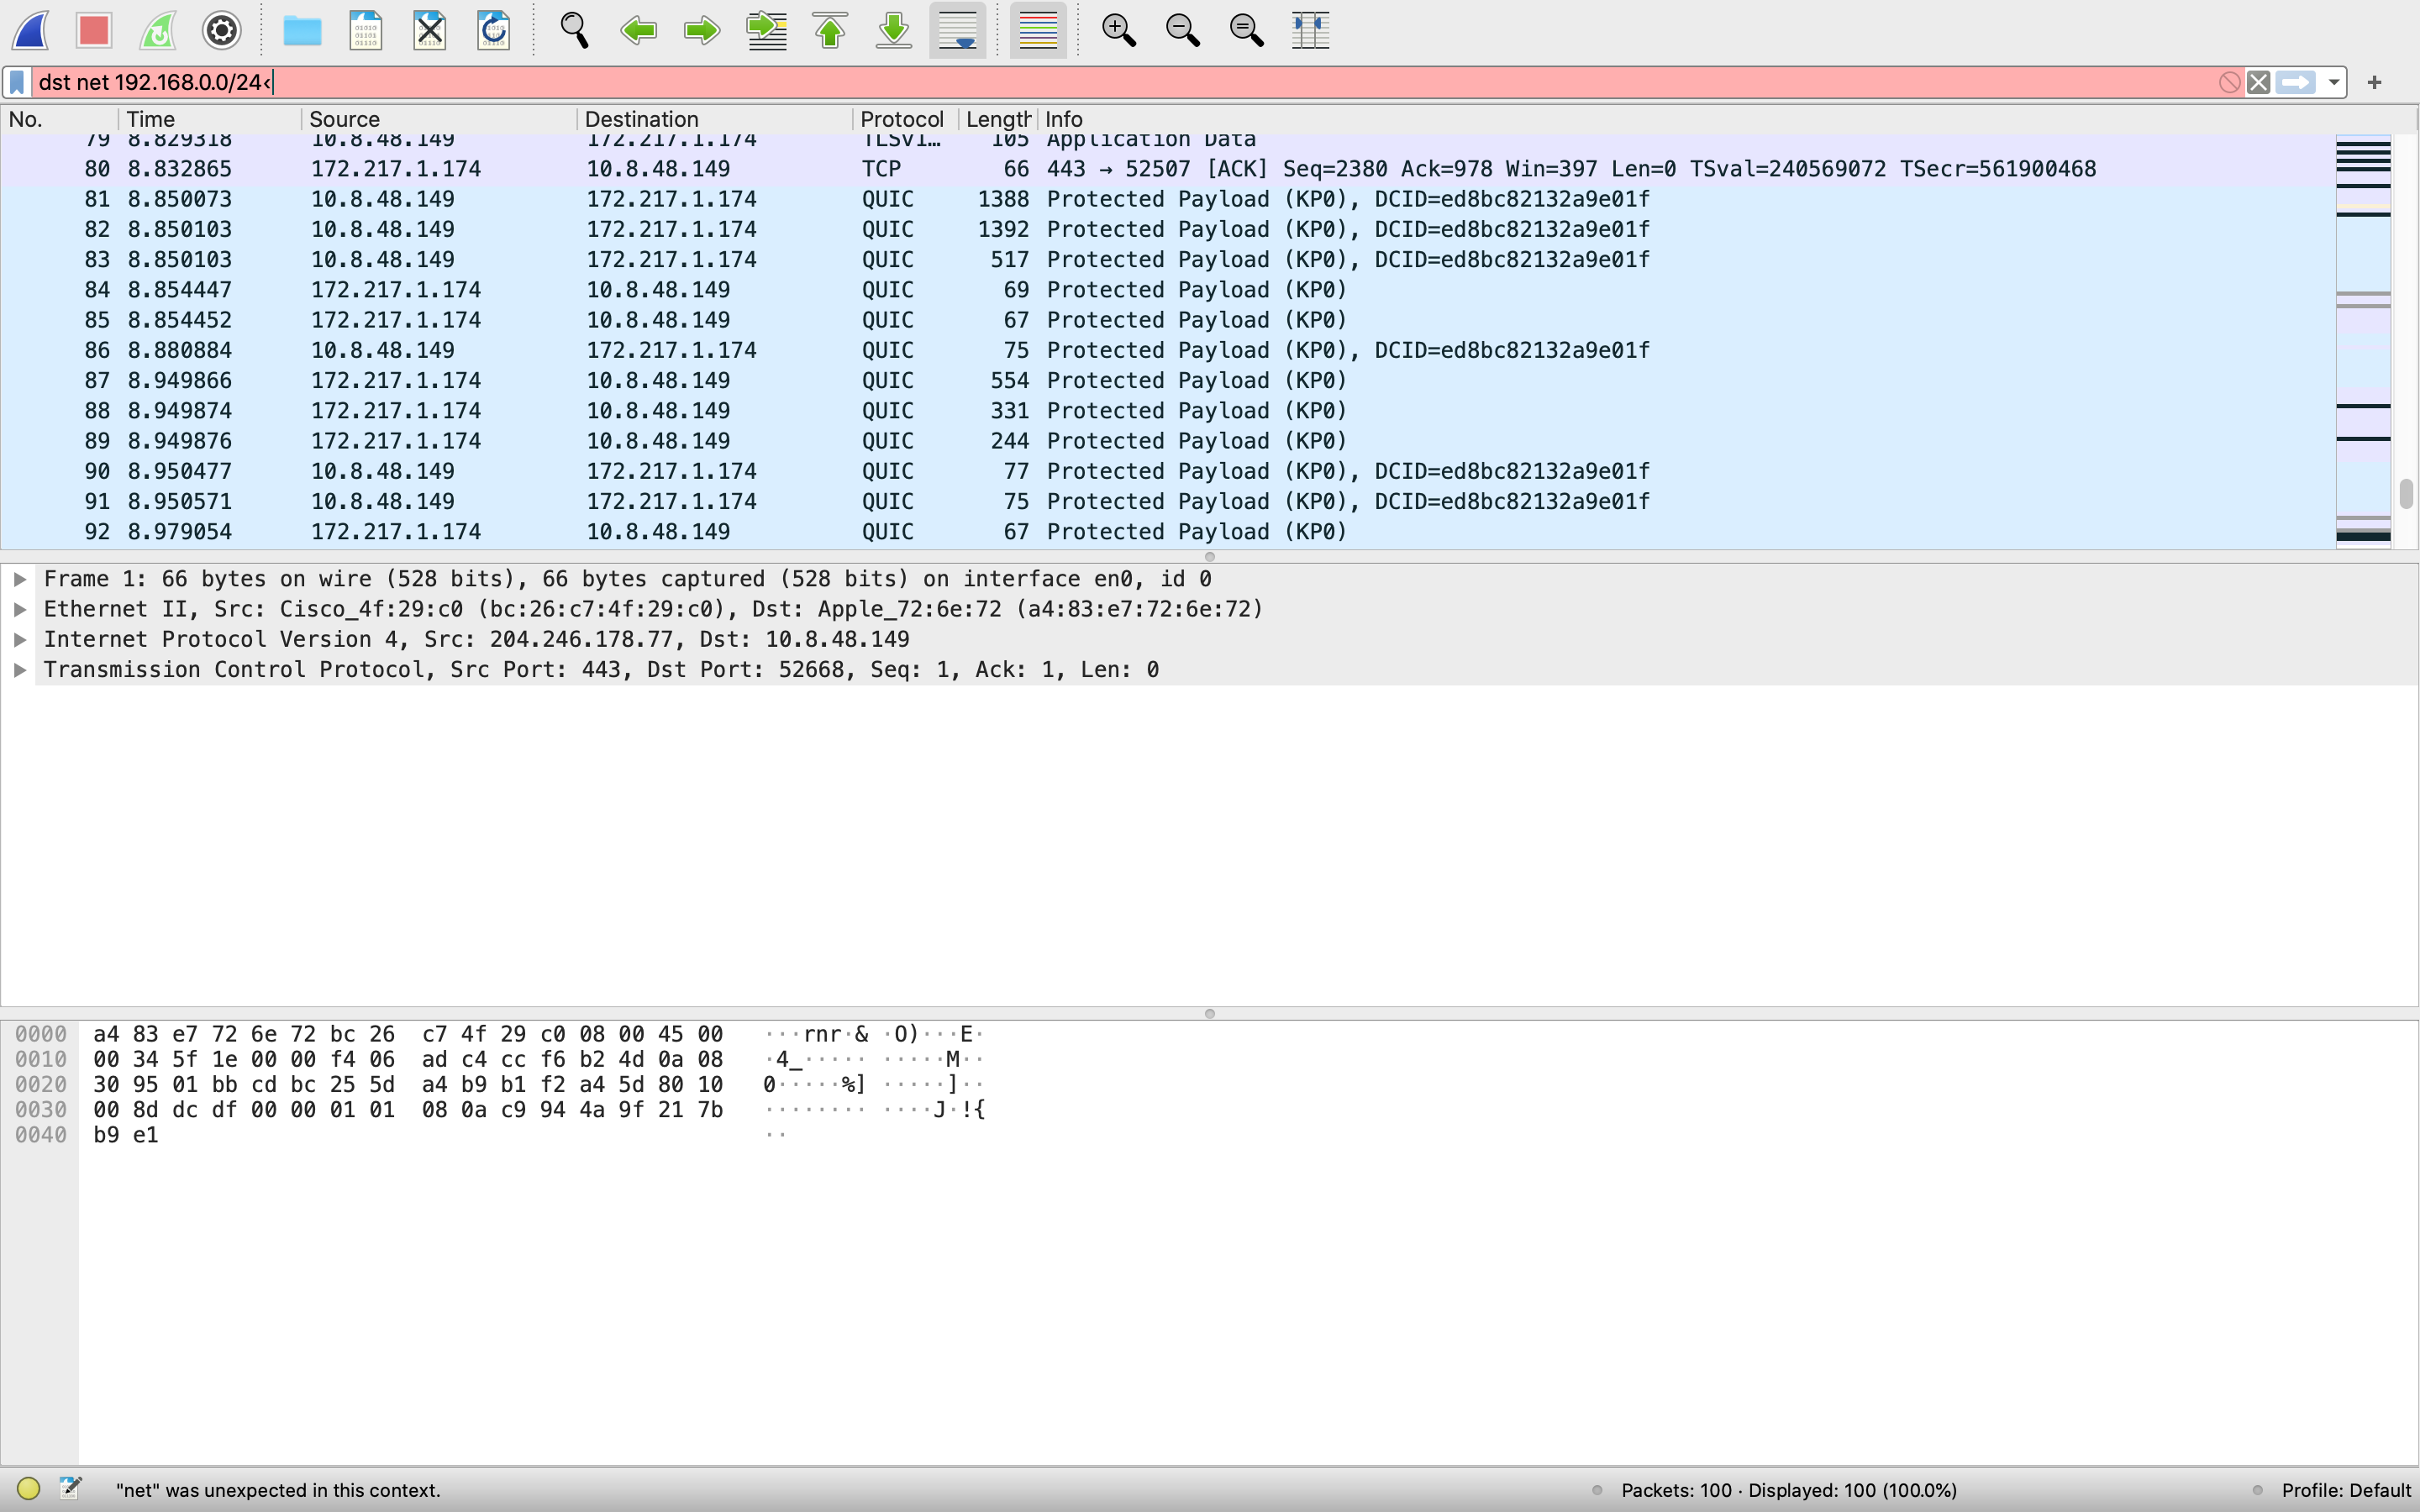 dst net 192.168.0.0/24‹
No. Time Source Destination Protocol Length Info
79 8.829318 10.8.48.149 172.217.1.174 TLSv1… 105 Application Data
80 8.832865 172.217.1.174 10.8.48.149 TCP 66 443 → 52507 [ACK] Seq=2380 Ack=978 Win=397 Len=0 TSval=240569072 TSecr=561900468
81 8.850073 10.8.48.149 172.217.1.174 QUIC 1388 Protected Payload (KP0), DCID=ed8bc82132a9e01f
82 8.850103 10.8.48.149 172.217.1.174 QUIC 1392 Protected Payload (KP0), DCID=ed8bc82132a9e01f
83 8.850103 10.8.48.149 172.217.1.174 QUIC 517 Protected Payload (KP0), DCID=ed8bc82132a9e01f
84 8.854447 172.217.1.174 10.8.48.149 QUIC 69 Protected Payload (KP0)
85 8.854452 172.217.1.174 10.8.48.149 QUIC 67 Protected Payload (KP0)
86 8.880884 10.8.48.149 172.217.1.174 QUIC 75 Protected Payload (KP0), DCID=ed8bc82132a9e01f
87 8.949866 172.217.1.174 10.8.48.149 QUIC 554 Protected Payload (KP0)
88 8.949874 172.217.1.174 10.8.48.149 QUIC 331 Protected Payload (KP0)
89 8.949876 172.217.1.174 10.8.48.149 QUIC 244 Protected Payload (KP0)
90 8.950477 10.8.48.149 172.217.1.174 QUIC 77 Protected Payload (KP0), DCID=ed8bc82132a9e01f
91 8.950571 10.8.48.149 172.217.1.174 QUIC 75 Protected Payload (KP0), DCID=ed8bc82132a9e01f
92 8.979054 172.217.1.174 10.8.48.149 QUIC 67 Protected Payload (KP0)
Frame 1: 66 bytes on wire (528 bits), 66 bytes captured (528 bits) on interface en0, id 0
Ethernet II, Src: Cisco_4f:29:c0 (bc:26:c7:4f:29:c0), Dst: Apple_72:6e:72 (a4:83:e7:72:6e:72)
Internet Protocol Version 4, Src: 204.246.178.77, Dst: 10.8.48.149
Transmission Control Protocol, Src Port: 443, Dst Port: 52668, Seq: 1, Ack: 1, Len: 0
0000 a4 83 e7 72 6e 72 bc 26 c7 4f 29 c0 08 00 45 00 ···rnr·& ·O)···E·
0010 00 34 5f 1e 00 00 f4 06 ad c4 cc f6 b2 4d 0a 08 ·4_····· ·····M··
0020 30 95 01 bb cd bc 25 5d a4 b9 b1 f2 a4 5d 80 10 0·····%] ·····]··
0030 00 8d dc df 00 00 01 01 08 0a c9 94 4a 9f 21 7b ········ ····J·!{
0040 b9 e1 ··
"net" was unexpected in this context. Packets: 100 · Displayed: 100 (100.0%) Profile: Default